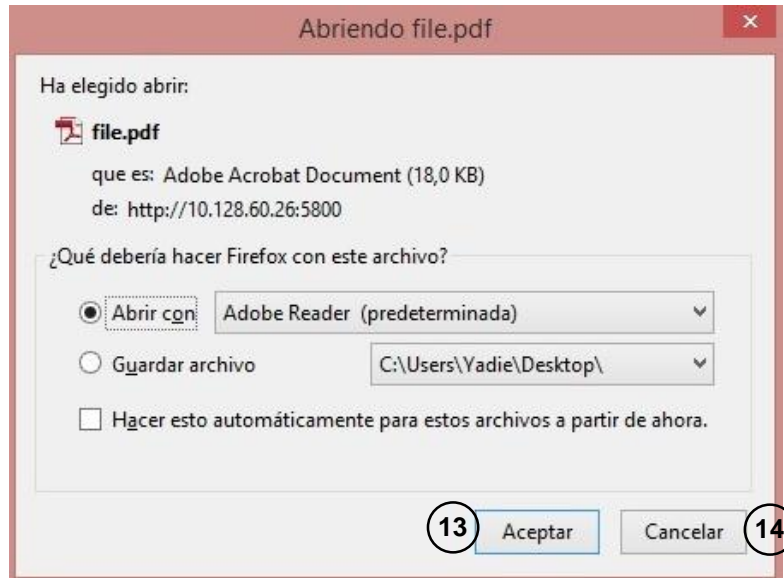 Abriendo file.pdf
Ha elegido abrir:
file.pdf
que es: Adobe Acrobat Document (18,0 KB)
de: http://10.128.60.26:5800
¿Qué debería hacer Firefox con este archivo?
Abrir con Adobe Reader (predeterminada)
Guardar archivo C:\Users\Yadie\Desktop\
Hacer esto automáticamente para estos archivos a partir de ahora.
13 Aceptar Cancelar 14